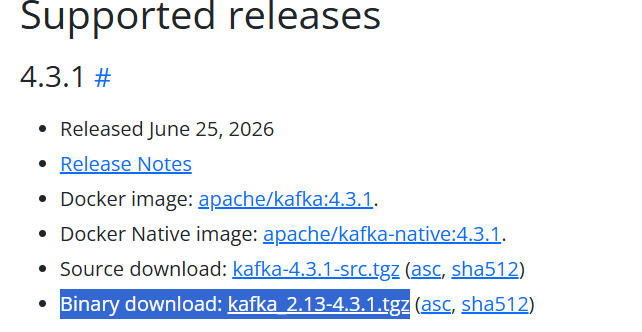 Supported releases
4.3.1 #
• Released June 25, 2026
• Release Notes
• Docker image: apache/kafka:4.3.1.
• Docker Native image: apache/kafka-native:4.3.1.
• Source download: kafka-4.3.1-src.tgz (asc, sha512)
• Binary download: kafka_2.13-4.3.1.tgz (asc, sha512)